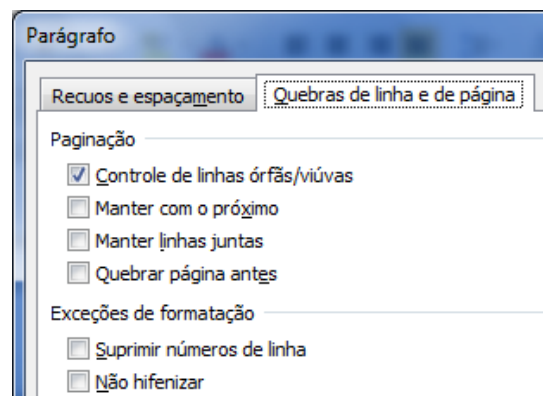 Parágrafo
Recuos e espaçamento
Quebras de linha e de página
Paginação
Controle de linhas órfãs/viúvas
Manter com o próximo
Manter linhas juntas
Quebrar página antes
Exceções de formatação
Suprimir números de linha
Não hifenizar